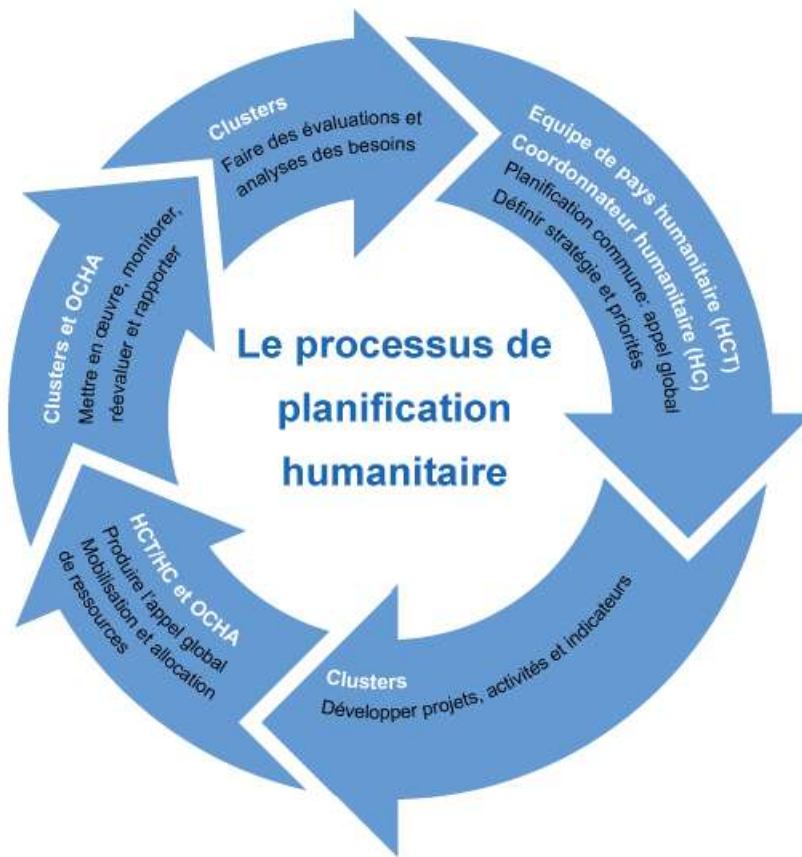 Le processus de
planification
humanitaire
Clusters
Faire des évaluations et
analyses des besoins
Equipe de pays humanitaire (HCT)
Coordonnateur humanitaire (HC)
Planification commune: appel global
Définir stratégie et priorités
Clusters
Développer projets, activités et indicateurs
HCT/HC et OCHA
Produire l'appel global
Mobilisation et allocation
de ressources
Clusters et OCHA
Mettre en œuvre, monitorer,
réevaluer et rapporter